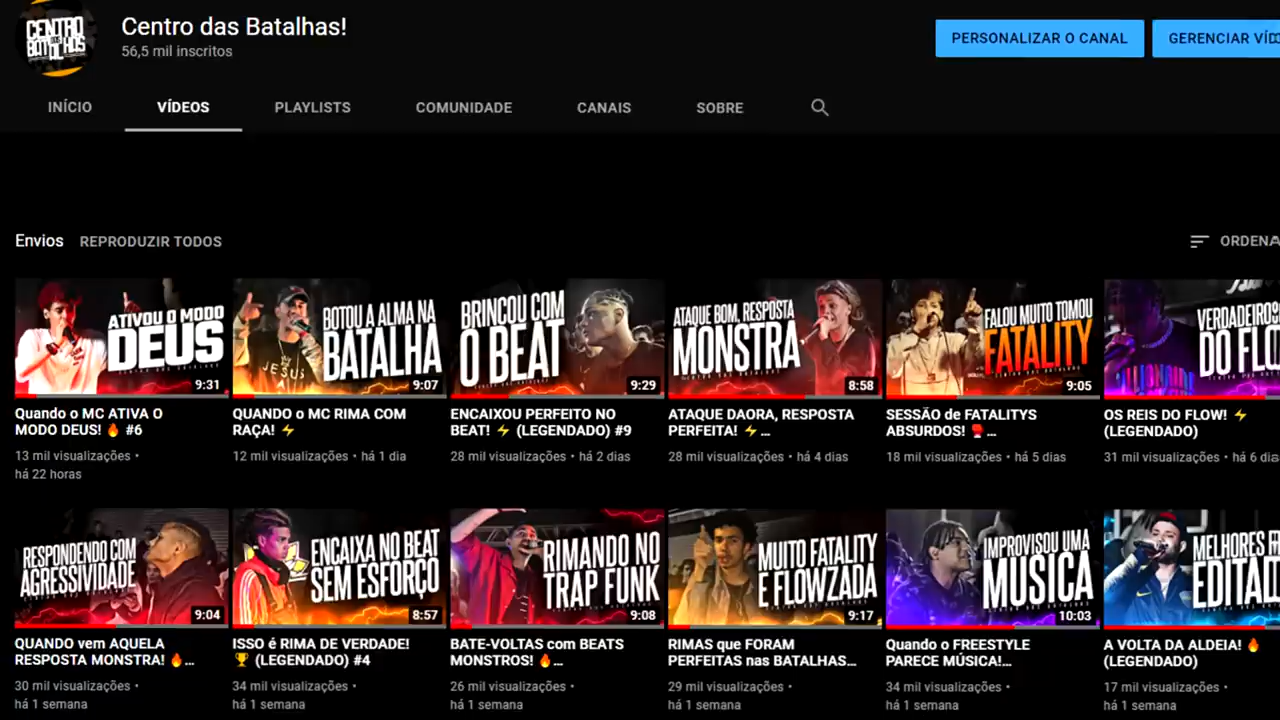 CENTRO
DAS
BATALHAS
Centro das Batalhas!
56,5 mil inscritos
PERSONALIZAR O CANAL
GERENCIAR VÍD
INÍCIO
VÍDEOS
PLAYLISTS
COMUNIDADE
CANAIS
SOBRE
Envios
REPRODUZIR TODOS
ORDENA
ATIVOU O MODO
DEUS
9:31
Quando o MC ATIVA O
MODO DEUS! 🔥 #6
13 mil visualizações •
há 22 horas
BOTOU A ALMA NA
BATALHA
JESUS
9:07
QUANDO o MC RIMA COM
RAÇA! ⚡
12 mil visualizações • há 1 dia
BRINCOU COM
O BEAT
9:29
ENCAIXOU PERFEITO NO
BEAT! ⚡ (LEGENDADO) #9
28 mil visualizações • há 2 dias
ATAQUE BOM, RESPOSTA
MONSTRA
8:58
ATAQUE DAORA, RESPOSTA
PERFEITA! ⚡...
28 mil visualizações • há 4 dias
FALOU MUITO TOMOU
FATALITY
9:05
SESSÃO de FATALITYS
ABSURDOS! 🥊...
18 mil visualizações • há 5 dias
VERDADEIROS
DO FLO
OS REIS DO FLOW! ⚡
(LEGENDADO)
31 mil visualizações • há 6 dias
RESPONDENDO COM
AGRESSIVIDADE
9:04
QUANDO vem AQUELA
RESPOSTA MONSTRA! 🔥...
30 mil visualizações •
há 1 semana
ENCAIXA NO BEAT
SEM ESFORÇO
8:57
ISSO é RIMA DE VERDADE!
🏆 (LEGENDADO) #4
34 mil visualizações •
há 1 semana
RIMANDO NO
TRAP FUNK
9:08
BATE-VOLTAS com BEATS
MONSTROS! 🔥...
26 mil visualizações •
há 1 semana
MUITO FATALITY
E FLOWZADA
9:17
RIMAS que FORAM
PERFEITAS nas BATALHAS...
29 mil visualizações •
há 1 semana
IMPROVISOU UMA
MUSICA
10:03
Quando o FREESTYLE
PARECE MÚSICA!...
34 mil visualizações •
há 1 semana
MELHORES
EDITAD
A VOLTA DA ALDEIA! 🔥
(LEGENDADO)
17 mil visualizações •
há 1 semana